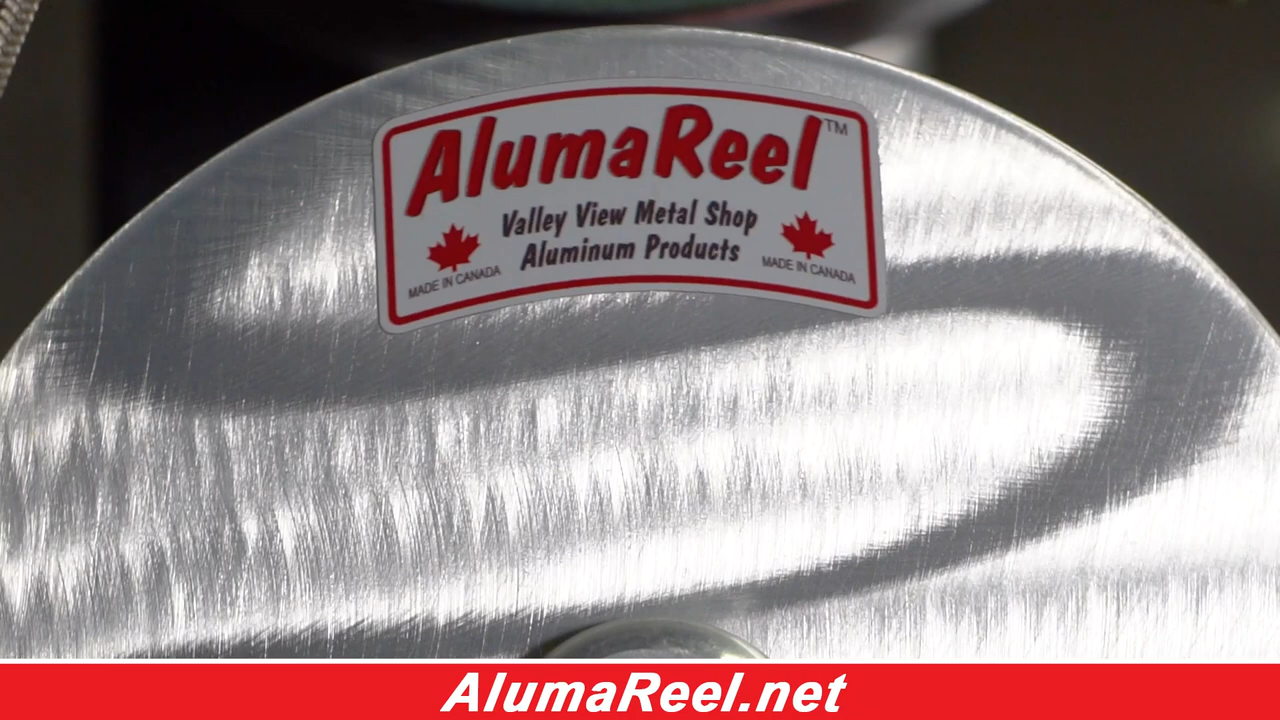 AlumaReel™
Valley View Metal Shop
Aluminum Products
MADE IN CANADA
MADE IN CANADA
AlumaReel.net